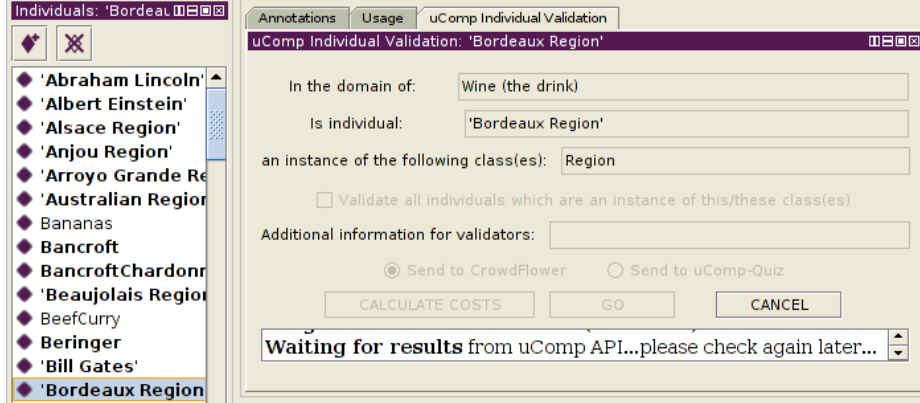 Individuals: 'Bordeau
'Abraham Lincoln'
'Albert Einstein'
'Alsace Region'
'Anjou Region'
'Arroyo Grande Re
'Australian Region
Bananas
Bancroft
BancroftChardonn
'Beaujolais Region
BeefCurry
Beringer
'Bill Gates'
'Bordeaux Region
Annotations Usage uComp Individual Validation
uComp Individual Validation: 'Bordeaux Region'
In the domain of: Wine (the drink)
Is individual: 'Bordeaux Region'
an instance of the following class(es): Region
Validate all individuals which are an instance of this/these class(es)
Additional information for validators:
Send to CrowdFlower Send to uComp-Quiz
CALCULATE COSTS GO CANCEL
Waiting for results from uComp API...please check again later...